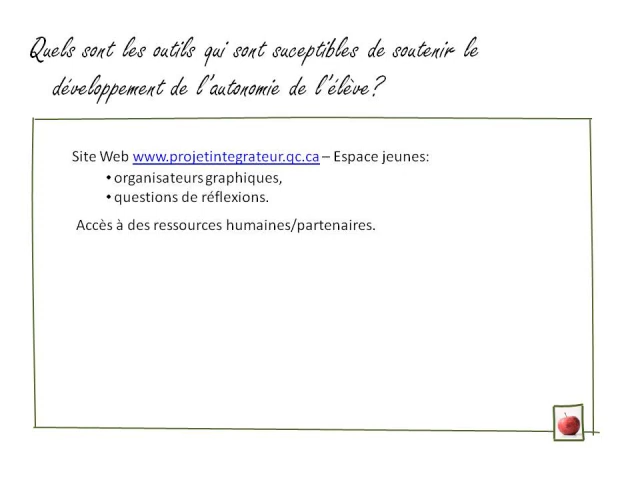 Quels sont les outils qui sont suceptibles de soutenir le
développement de l'autonomie de l'élève?
Site Web www.projetintegrateur.qc.ca – Espace jeunes:
• organisateurs graphiques,
• questions de réflexions.
Accès à des ressources humaines/partenaires.